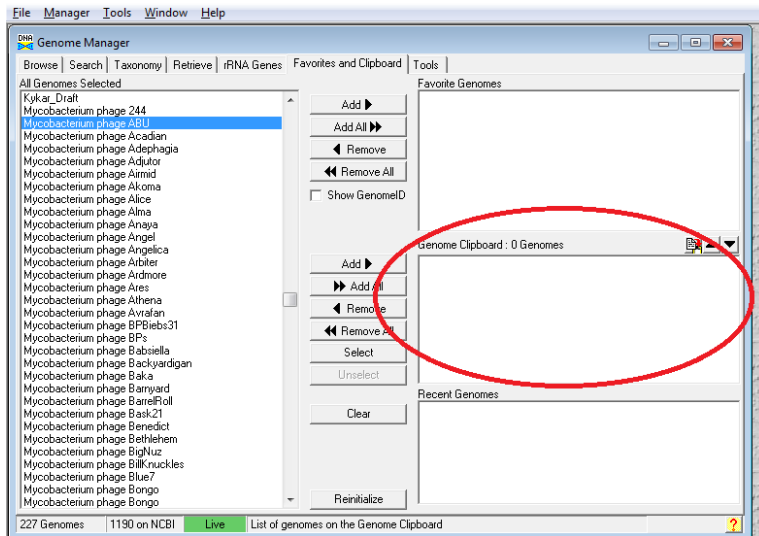 File Manager Tools Window Help
DNA Genome Manager
Browse Search Taxonomy Retrieve rRNA Genes Favorites and Clipboard Tools
All Genomes Selected
Kykar_Draft
Mycobacterium phage 244
Mycobacterium phage ABU
Mycobacterium phage Acadian
Mycobacterium phage Adephagia
Mycobacterium phage Adjutor
Mycobacterium phage Airmid
Mycobacterium phage Akoma
Mycobacterium phage Alice
Mycobacterium phage Alma
Mycobacterium phage Anaya
Mycobacterium phage Angel
Mycobacterium phage Angelica
Mycobacterium phage Arbiter
Mycobacterium phage Ardmore
Mycobacterium phage Ares
Mycobacterium phage Athena
Mycobacterium phage Avrafan
Mycobacterium phage BPBiebs31
Mycobacterium phage BPs
Mycobacterium phage Babsiella
Mycobacterium phage Backyardigan
Mycobacterium phage Baka
Mycobacterium phage Barnyard
Mycobacterium phage BarrelRoll
Mycobacterium phage Bask21
Mycobacterium phage Benedict
Mycobacterium phage Bethlehem
Mycobacterium phage BigNuz
Mycobacterium phage BillKnuckles
Mycobacterium phage Blue7
Mycobacterium phage Bongo
Mycobacterium phage Bongo
Add
Add All
Remove
Remove All
Show GenomeID
Add
Add All
Remove
Remove All
Select
Unselect
Clear
Reinitialize
Favorite Genomes
Genome Clipboard : 0 Genomes
Recent Genomes
227 Genomes 1190 on NCBI Live List of genomes on the Genome Clipboard ?